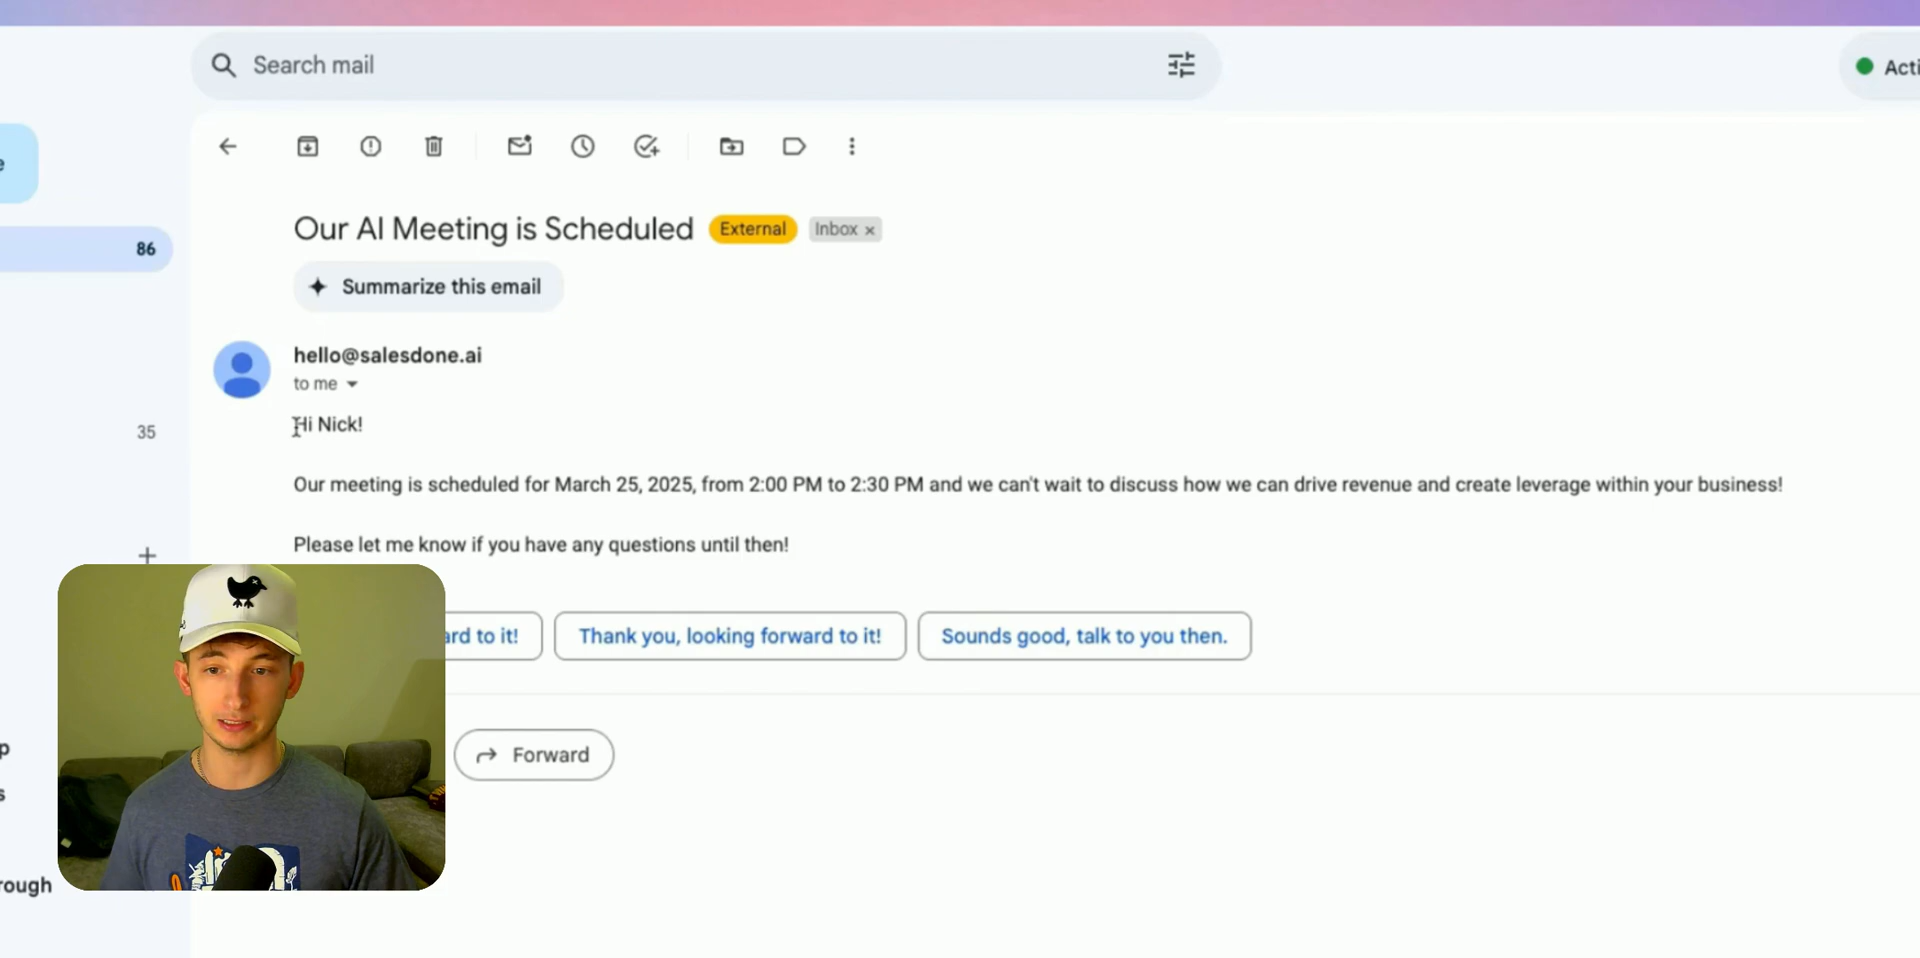 Search mail
Acti
e
Our AI Meeting is Scheduled External Inbox ×
86
Summarize this email
hello@salesdone.ai
to me
Hi Nick!
35
Our meeting is scheduled for March 25, 2025, from 2:00 PM to 2:30 PM and we can't wait to discuss how we can drive revenue and create leverage within your business!
Please let me know if you have any questions until then!
ard to it! Thank you, looking forward to it! Sounds good, talk to you then.
p
Forward
s
rough